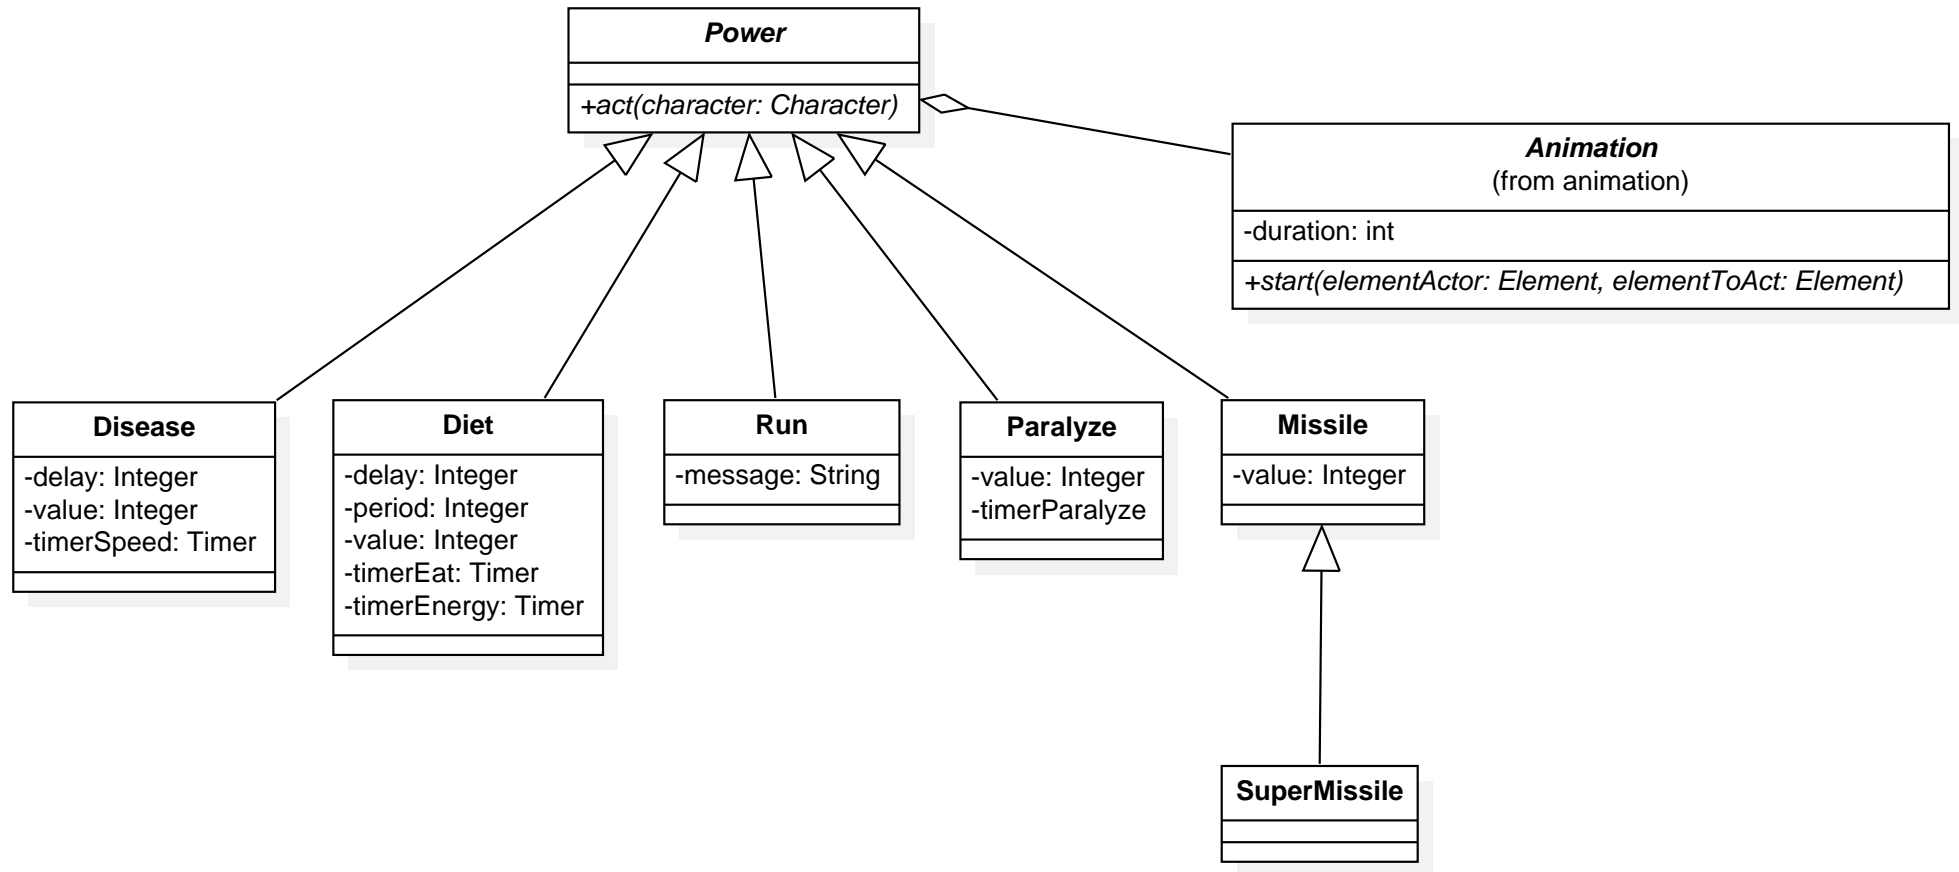 Power
+act(character: Character)
Animation
(from animation)
-duration: int
+start(elementActor: Element, elementToAct: Element)
Disease
-delay: Integer
-value: Integer
-timerSpeed: Timer
Diet
-delay: Integer
-period: Integer
-value: Integer
-timerEat: Timer
-timerEnergy: Timer
Run
-message: String
Paralyze
-value: Integer
-timerParalyze
Missile
-value: Integer
SuperMissile